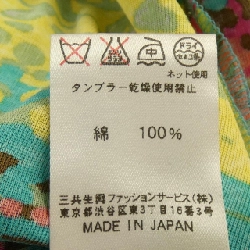 ドライ
ネット使用
タンブラー乾燥使用禁止
綿 100%
三共生興ファッションサービス(株)
東京都渋谷区東3丁目16番3号
MADE IN JAPAN